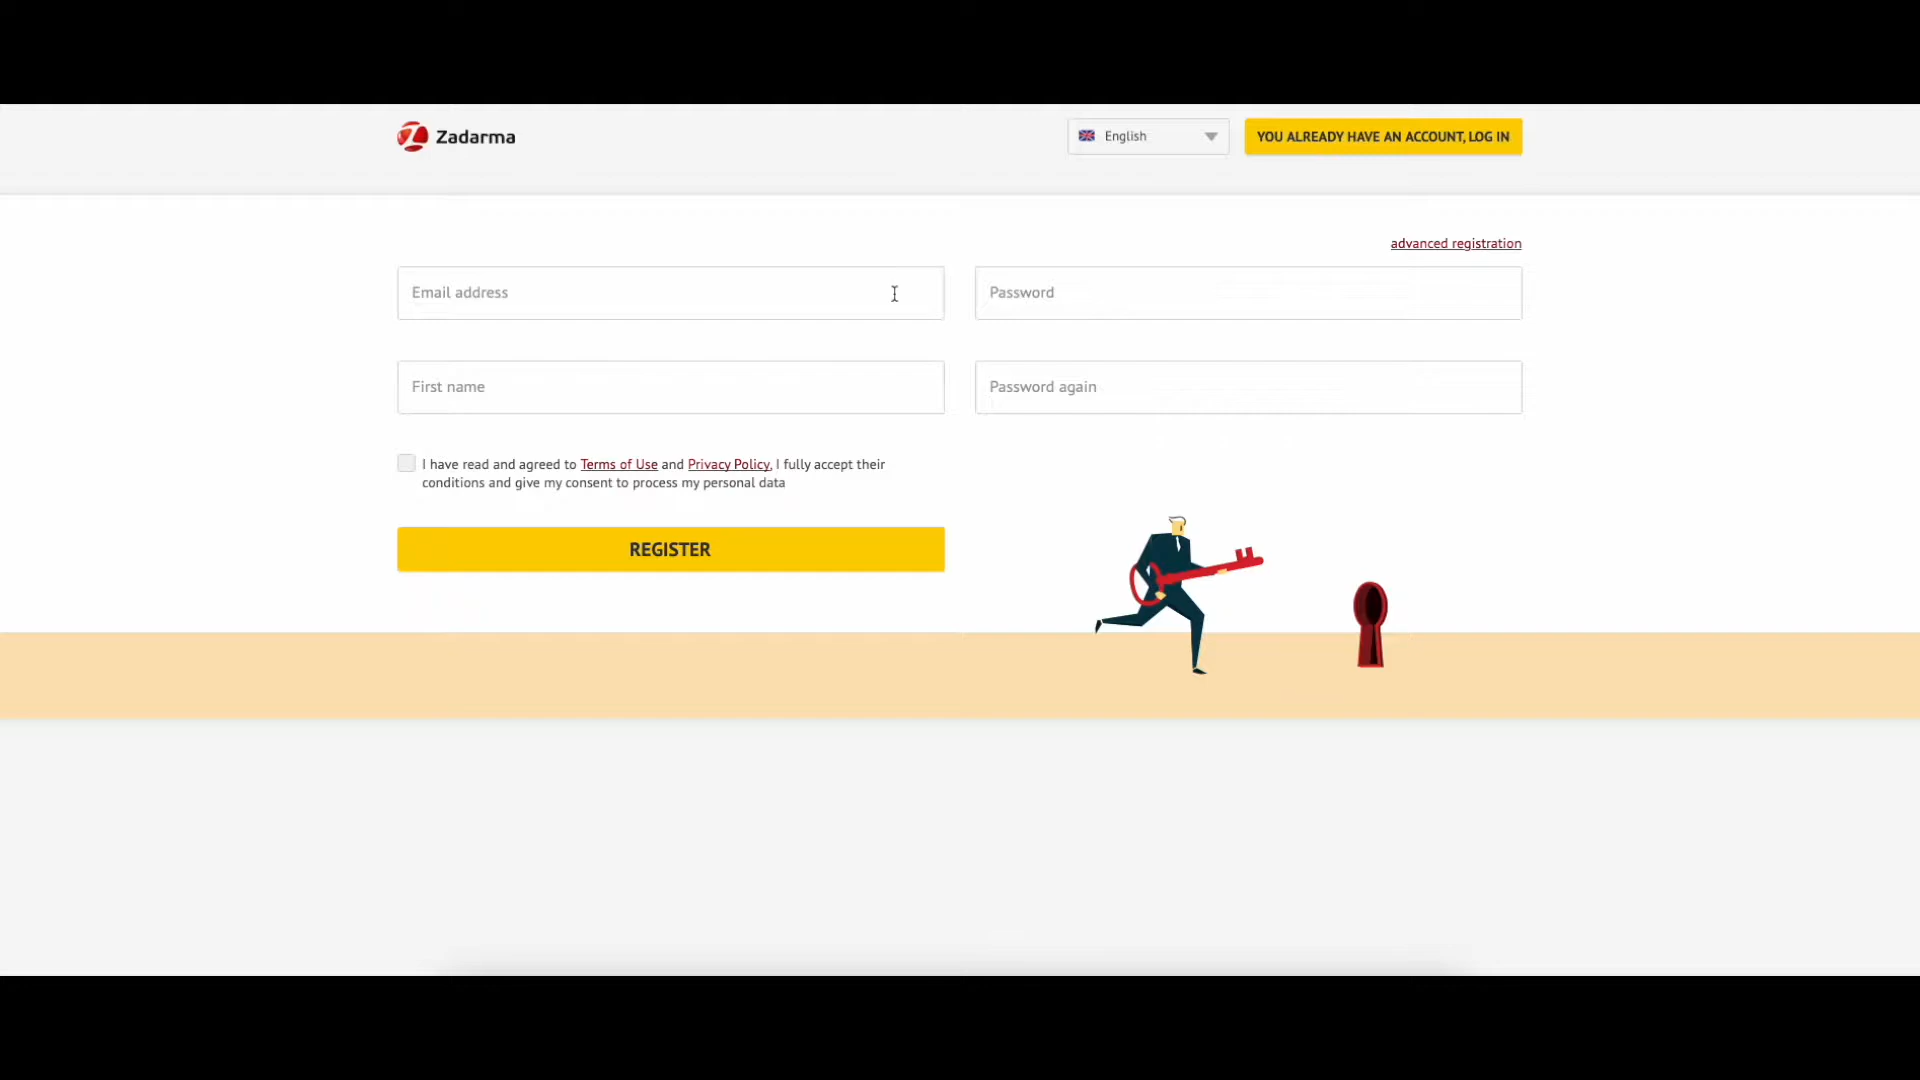 Zadarma
English
YOU ALREADY HAVE AN ACCOUNT, LOG IN
advanced registration
Email address
Password
First name
Password again
I have read and agreed to Terms of Use and Privacy Policy, I fully accept their
conditions and give my consent to process my personal data
REGISTER